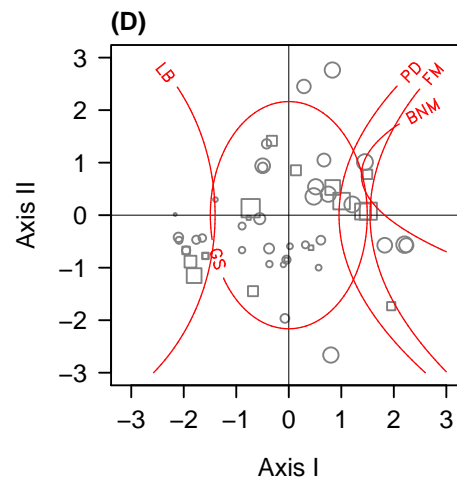 (D)
LB
PD
FM
BNM
GS
Axis II
3
2
1
0
−1
−2
−3
−3 −2 −1 0 1 2 3
Axis I